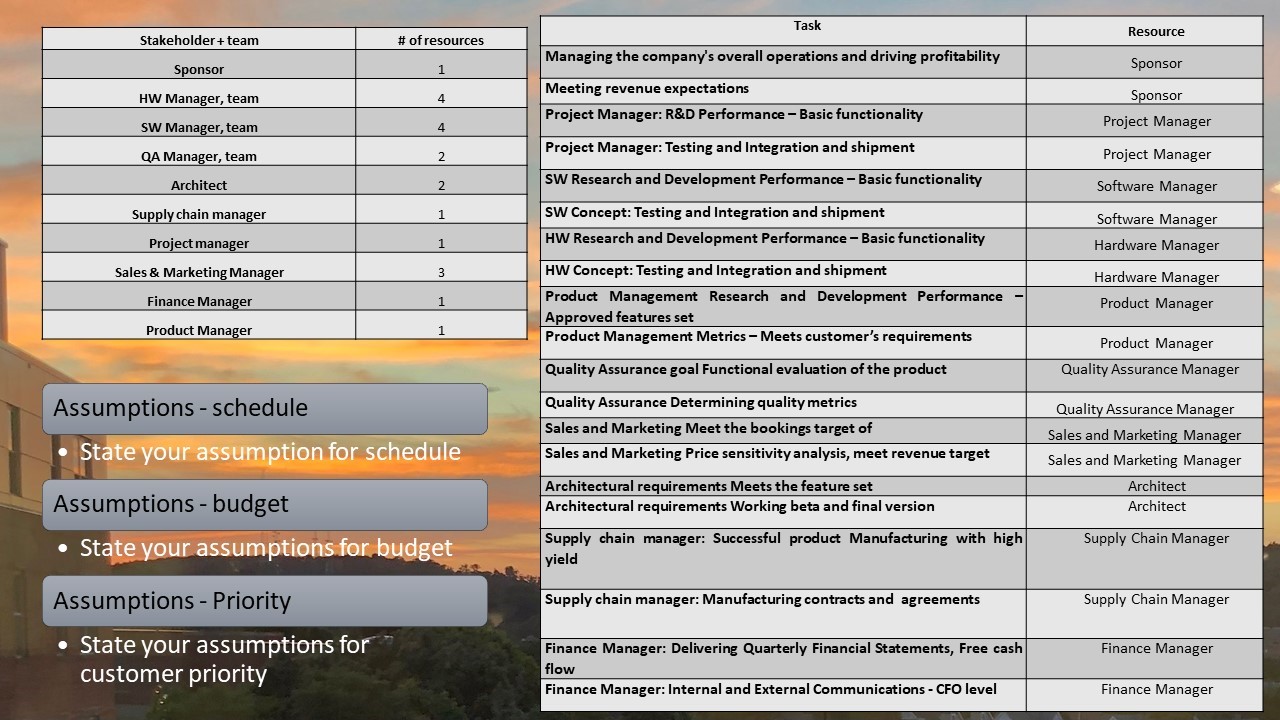 Stakeholder + team # of resources
Sponsor 1
HW Manager, team 4
SW Manager, team 4
QA Manager, team 2
Architect 2
Supply chain manager 1
Project manager 1
Sales & Marketing Manager 3
Finance Manager 1
Product Manager 1
Assumptions - schedule
• State your assumption for schedule
Assumptions - budget
• State your assumptions for budget
Assumptions - Priority
• State your assumptions for
customer priority
Task Resource
Managing the company's overall operations and driving profitability Sponsor
Meeting revenue expectations Sponsor
Project Manager: R&D Performance – Basic functionality Project Manager
Project Manager: Testing and Integration and shipment Project Manager
SW Research and Development Performance – Basic functionality Software Manager
SW Concept: Testing and Integration and shipment Software Manager
HW Research and Development Performance – Basic functionality Hardware Manager
HW Concept: Testing and Integration and shipment Hardware Manager
Product Management Research and Development Performance – Product Manager
Approved features set
Product Management Metrics – Meets customer’s requirements Product Manager
Quality Assurance goal Functional evaluation of the product Quality Assurance Manager
Quality Assurance Determining quality metrics Quality Assurance Manager
Sales and Marketing Meet the bookings target of Sales and Marketing Manager
Sales and Marketing Price sensitivity analysis, meet revenue target Sales and Marketing Manager
Architectural requirements Meets the feature set Architect
Architectural requirements Working beta and final version Architect
Supply chain manager: Successful product Manufacturing with high Supply Chain Manager
yield
Supply chain manager: Manufacturing contracts and agreements Supply Chain Manager
Finance Manager: Delivering Quarterly Financial Statements, Free cash Finance Manager
flow
Finance Manager: Internal and External Communications - CFO level Finance Manager